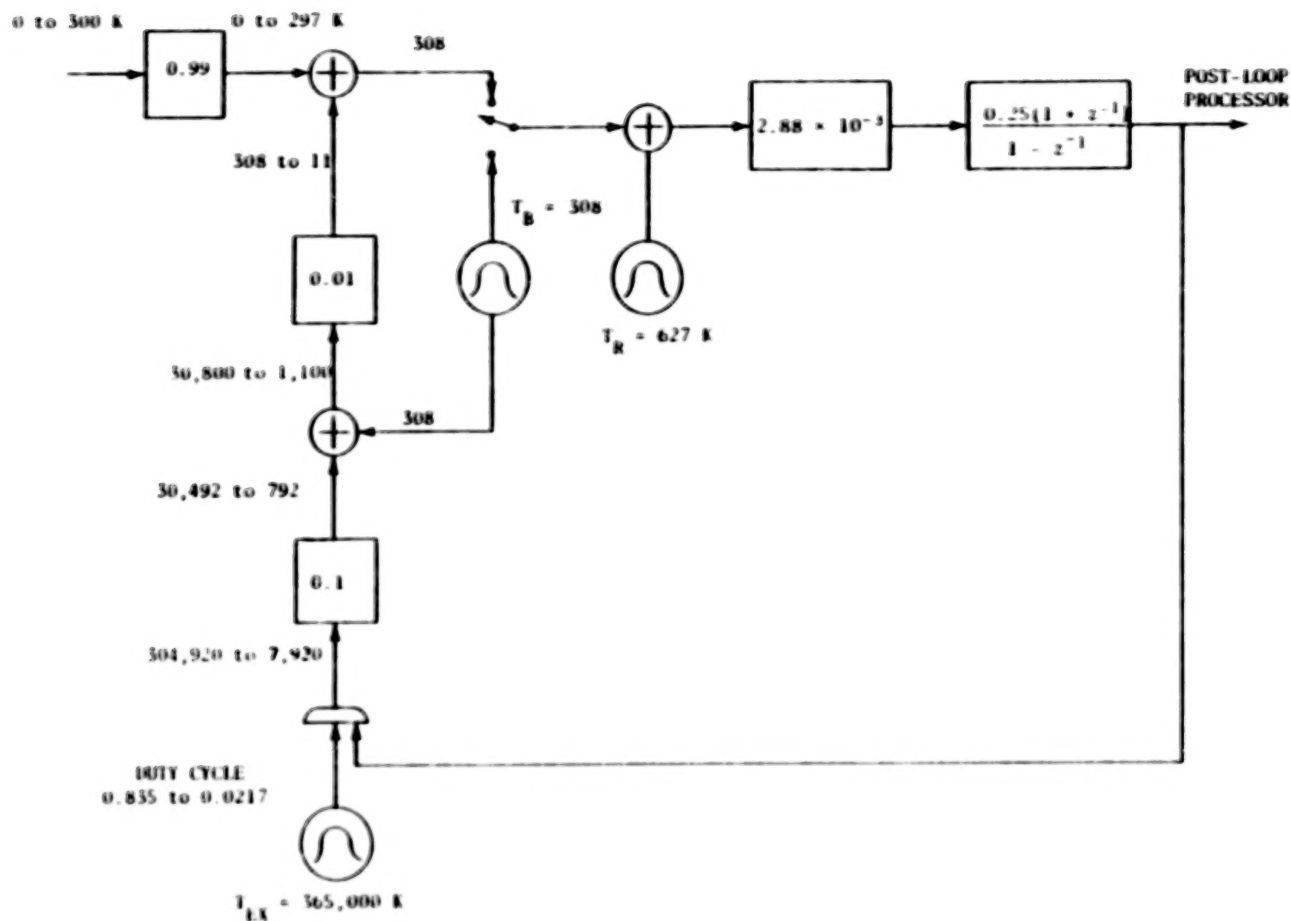 0 to 300 K
0 to 297 K
308
0.99
POST-LOOP
PROCESSOR
2.88 × 10⁻³
0.25(1 + z⁻¹)
1 - z⁻¹
308 to 11
T_B = 308
0.01
T_R = 627 K
30,800 to 1,100
308
30,492 to 792
0.1
304,920 to 7,920
DUTY CYCLE
0.835 to 0.0217
T_EX = 365,000 K